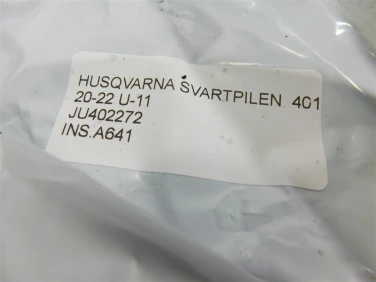 HUSQVARNA SVARTPILEN 401
20-22 U-11
JU402272
INS.A641